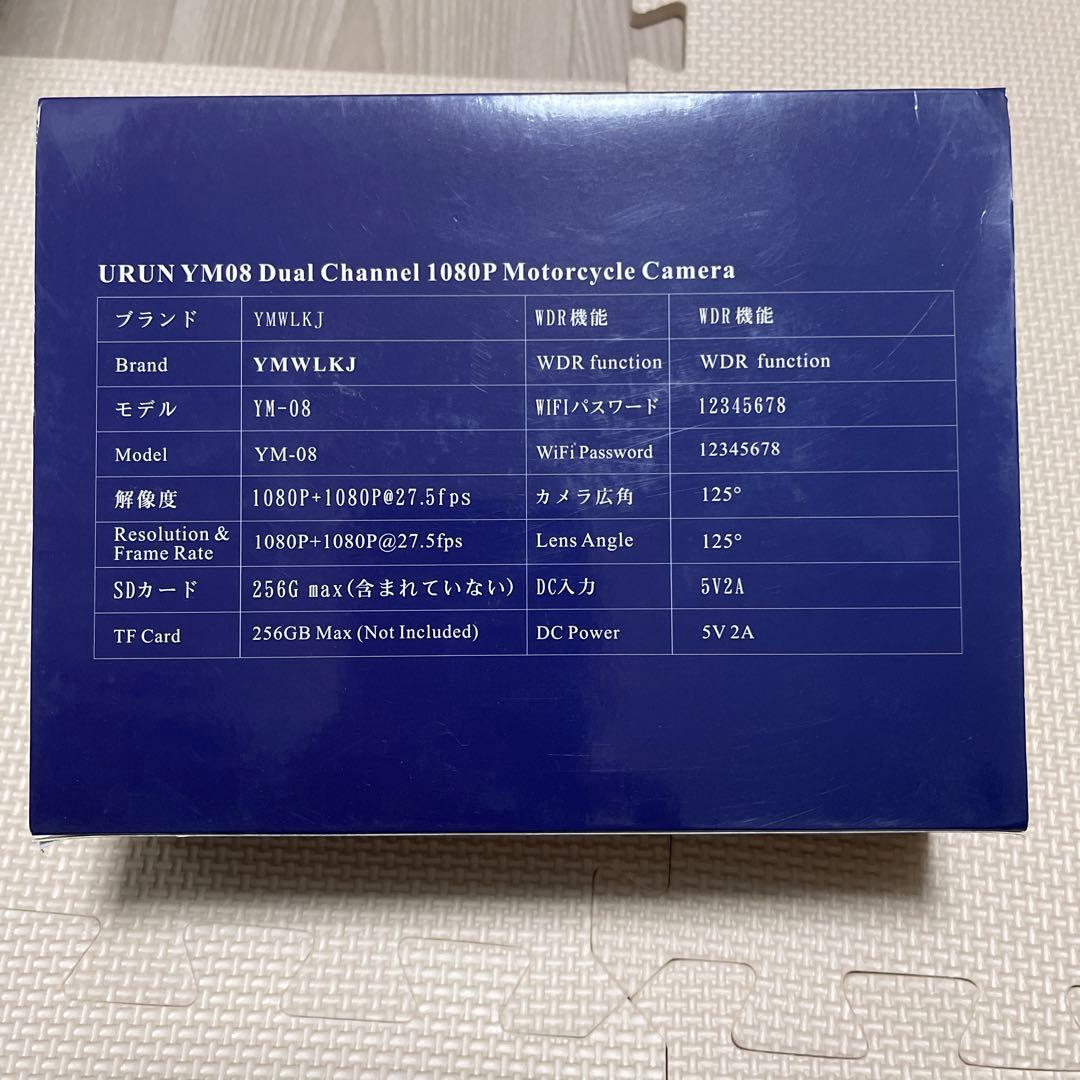 URUN YM08 Dual Channel 1080P Motorcycle Camera
ブランド YMWLKJ WDR機能 WDR機能
Brand YMWLKJ WDR function WDR function
モデル YM-08 WIFIパスワード 12345678
Model YM-08 WiFi Password 12345678
解像度 1080P+1080P@27.5fps カメラ広角 125°
Resolution & Frame Rate 1080P+1080P@27.5fps Lens Angle 125°
SDカード 256G max(含まれていない) DC入力 5V2A
TF Card 256GB Max (Not Included) DC Power 5V 2A